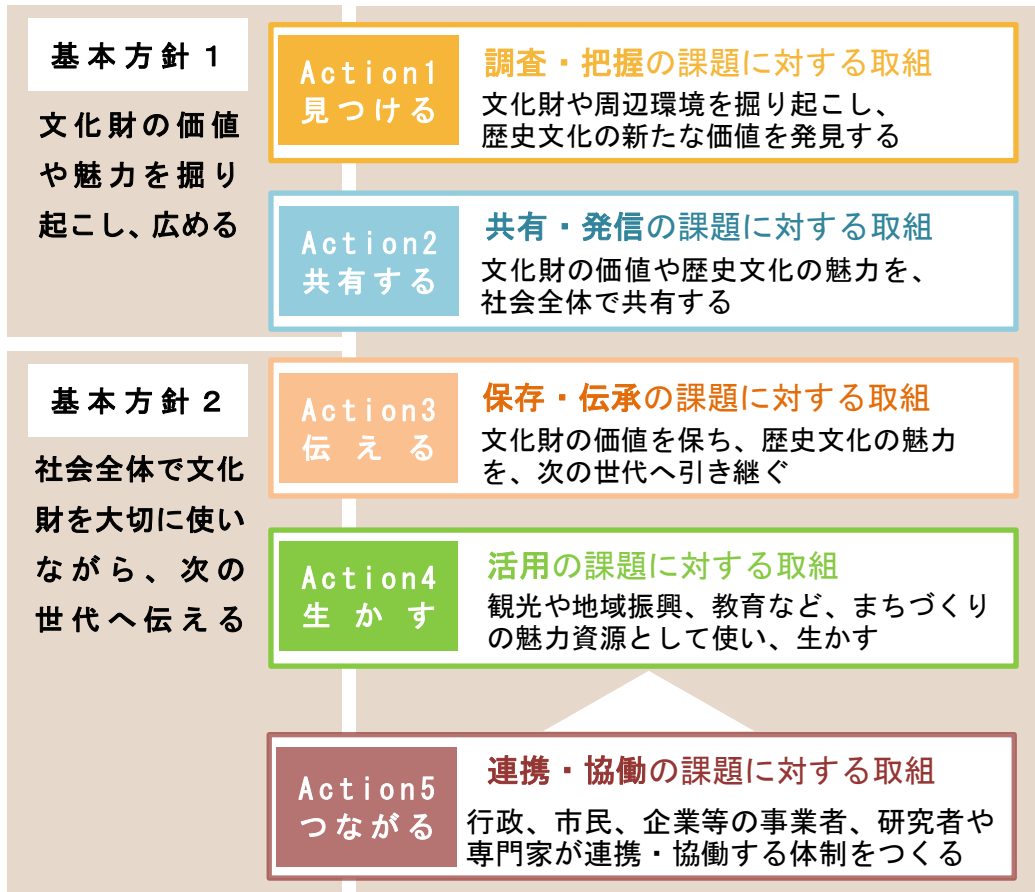 基本方針1
文化財の価値
や魅力を掘り
起こし、広める
Action1
見つける
調査・把握の課題に対する取組
文化財や周辺環境を掘り起こし、
歴史文化の新たな価値を発見する
Action2
共有する
共有・発信の課題に対する取組
文化財の価値や歴史文化の魅力を、
社会全体で共有する
基本方針2
社会全体で文化
財を大切に使い
ながら、次の
世代へ伝える
Action3
伝える
保存・伝承の課題に対する取組
文化財の価値を保ち、歴史文化の魅力
を、次の世代へ引き継ぐ
Action4
生かす
活用の課題に対する取組
観光や地域振興、教育など、まちづくり
の魅力資源として使い、生かす
Action5
つながる
連携・協働の課題に対する取組
行政、市民、企業等の事業者、研究者や
専門家が連携・協働する体制をつくる